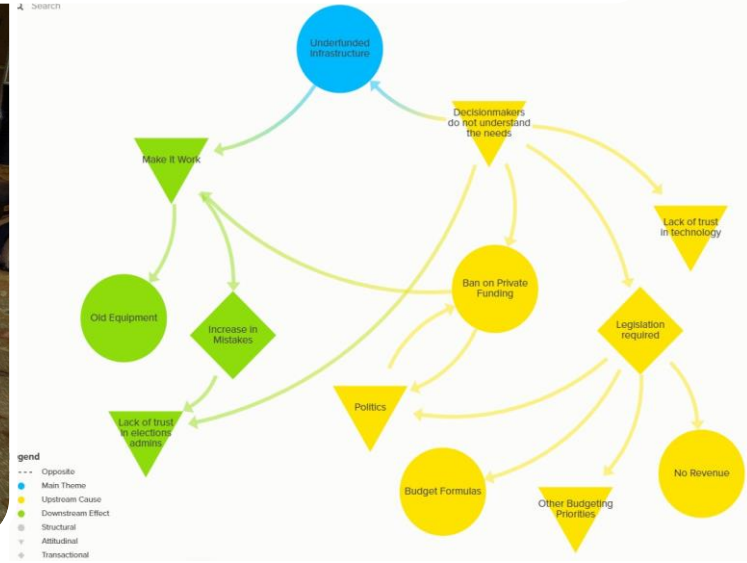 Search
Underfunded
Infrastructure
Decisionmakers
do not understand
the needs
Make It Work
Lack of trust
in technology
Ban on Private
Funding
Old Equipment
Increase in
Mistakes
Legislation
required
Politics
Lack of trust
in elections
admins
No Revenue
Budget Formulas
Other Budgeting
Priorities
gend
Opposite
Main Theme
Upstream Cause
Downstream Effect
Structural
Attitudinal
Transactional